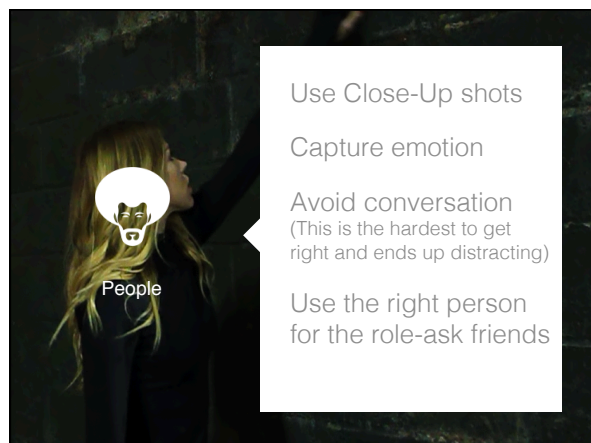 Use Close-Up shots
Capture emotion
Avoid conversation
(This is the hardest to get
right and ends up distracting)
Use the right person
for the role-ask friends
People